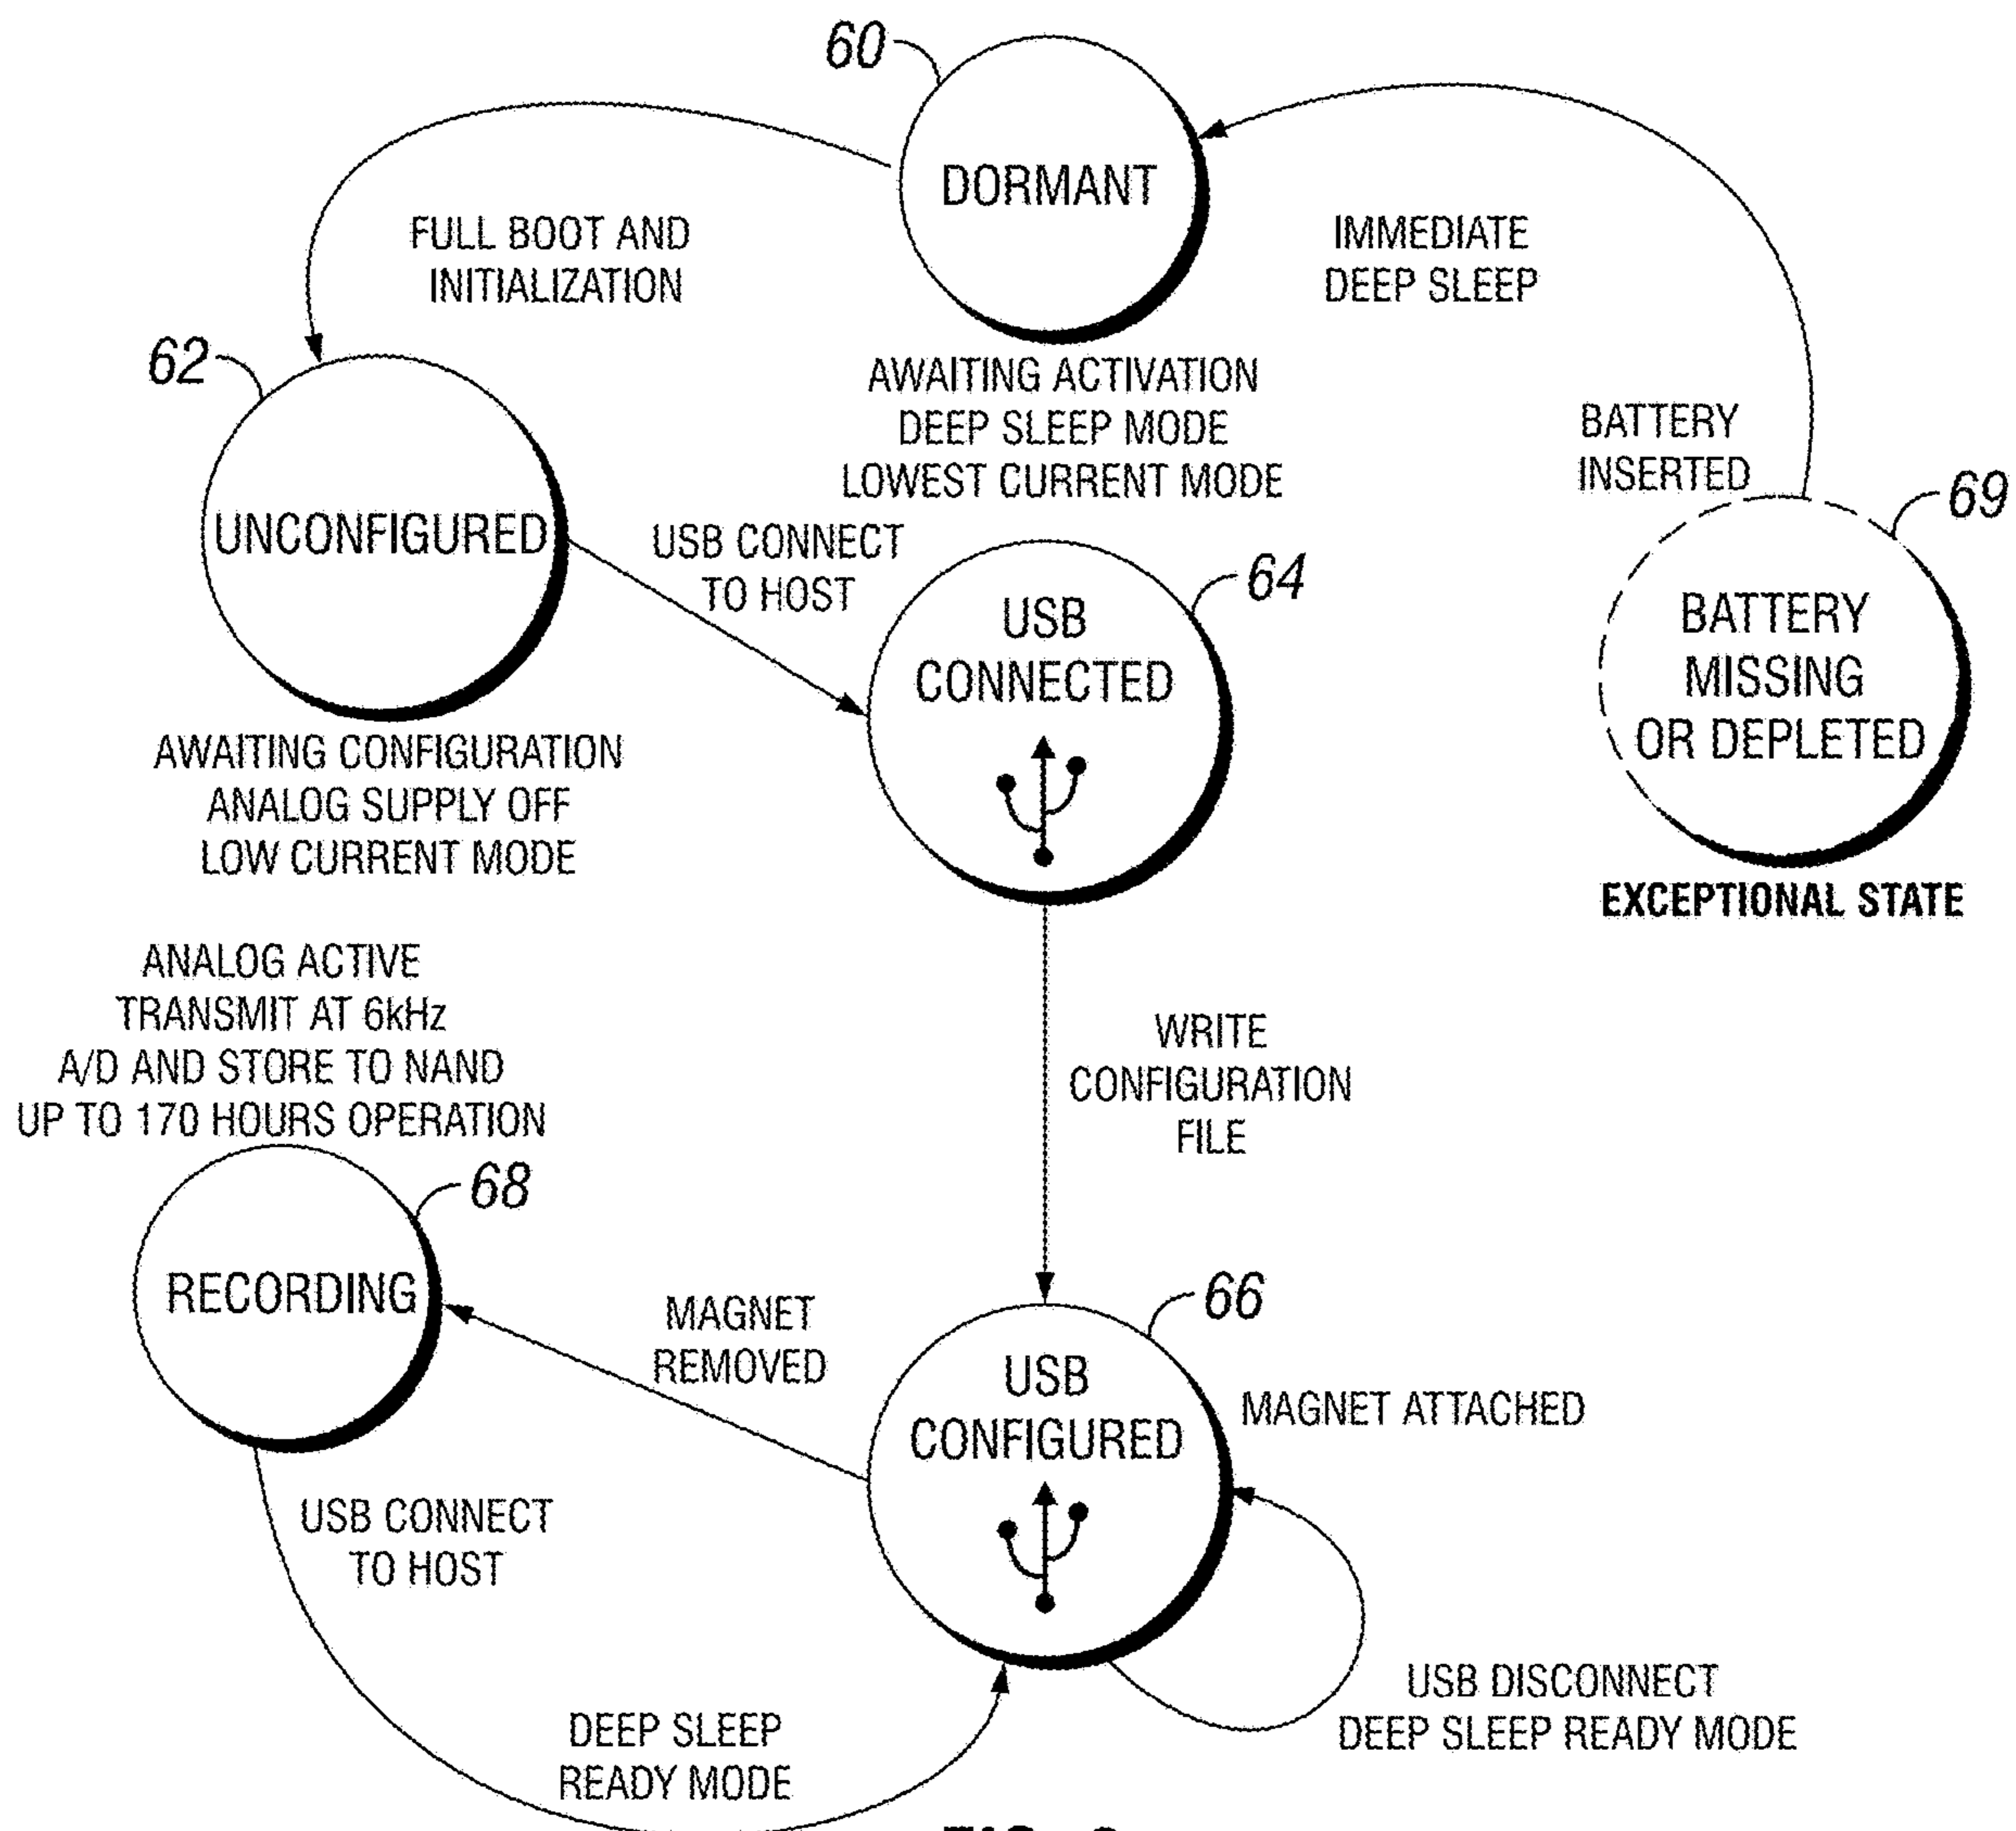 60
DORMANT
FULL BOOT AND
INITIALIZATION
IMMEDIATE
DEEP SLEEP
62
AWAITING ACTIVATION
DEEP SLEEP MODE
LOWEST CURRENT MODE
BATTERY
INSERTED
69
UNCONFIGURED
USB CONNECT
TO HOST
64
USB
CONNECTED
BATTERY
MISSING
OR DEPLETED
AWAITING CONFIGURATION
ANALOG SUPPLY OFF
LOW CURRENT MODE
EXCEPTIONAL STATE
ANALOG ACTIVE
TRANSMIT AT 6kHz
A/D AND STORE TO NAND
UP TO 170 HOURS OPERATION
WRITE
CONFIGURATION
FILE
68
RECORDING
MAGNET
REMOVED
66
USB
CONFIGURED
MAGNET ATTACHED
USB CONNECT
TO HOST
USB DISCONNECT
DEEP SLEEP READY MODE
DEEP SLEEP
READY MODE